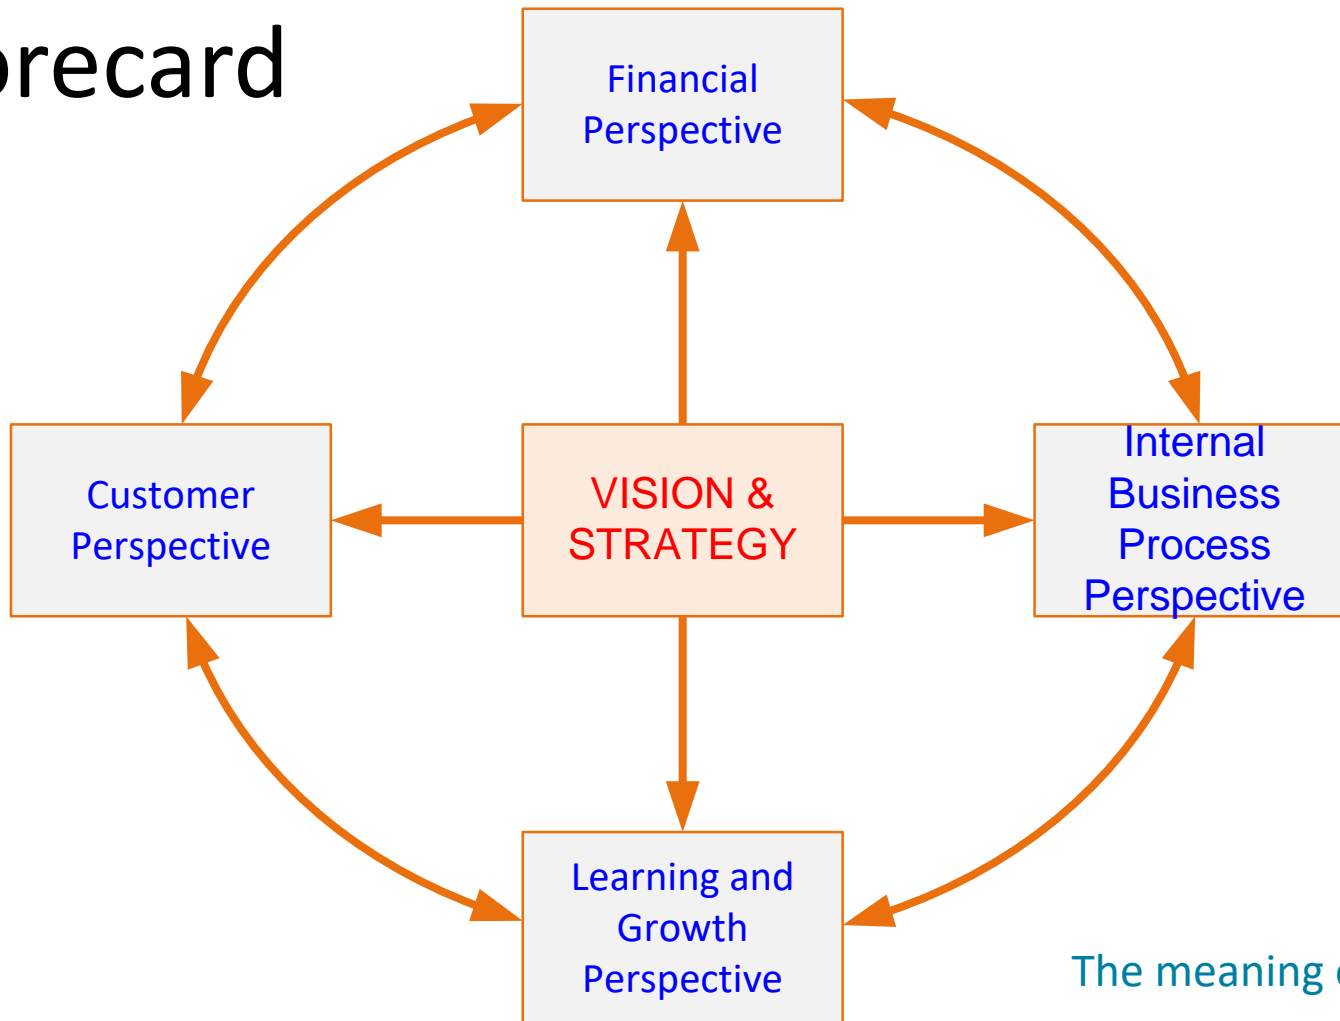 orecard
Financial
Perspective
Customer
Perspective
VISION &
STRATEGY
Internal
Business
Process
Perspective
Learning and
Growth
Perspective
The meaning